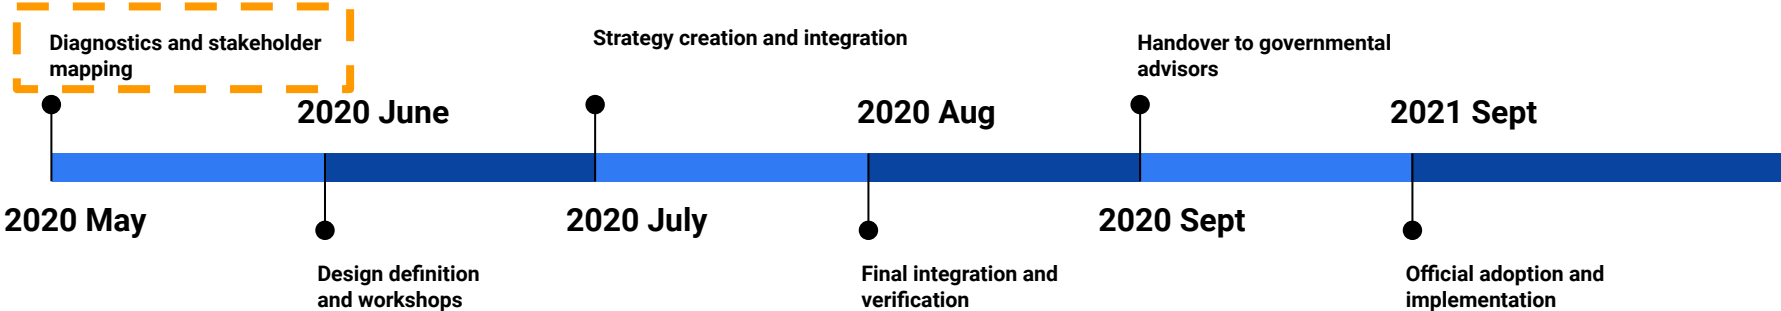 Diagnostics and stakeholder
mapping
2020 May
2020 June
Design definition
and workshops
Strategy creation and integration
2020 July
2020 Aug
Final integration and
verification
Handover to governmental
advisors
2020 Sept
2021 Sept
Official adoption and
implementation